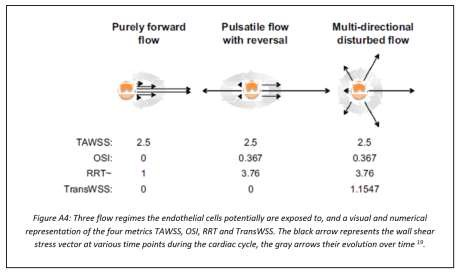 Purely forward flow
Pulsatile flow with reversal
Multi-directional disturbed flow
TAWSS: 2.5 2.5 2.5
OSI: 0 0.367 0.367
RRT~ 1 3.76 3.76
TransWSS: 0 0 1.1547
Figure A4: Three flow regimes the endothelial cells potentially are exposed to, and a visual and numerical
representation of the four metrics TAWSS, OSI, RRT and TransWSS. The black arrow represents the wall shear
stress vector at various time points during the cardiac cycle, the gray arrows their evolution over time 19.